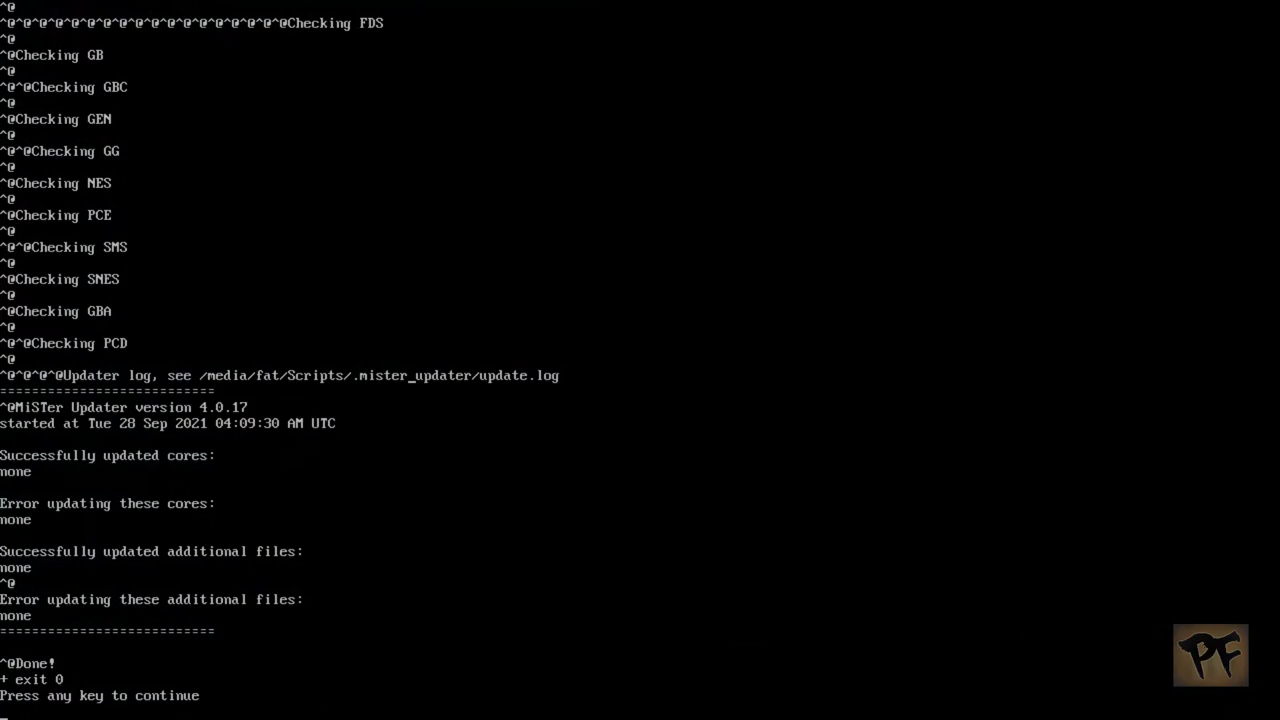 ^@
^@^@^@^@^@^@^@^@^@^@^@^@^@^@^@^@^@^@Checking FDS
^@
^@Checking GB
^@
^@^@Checking GBC
^@
^@Checking GEN
^@
^@^@Checking GG
^@
^@Checking NES
^@
^@Checking PCE
^@
^@^@Checking SMS
^@
^@Checking SNES
^@
^@Checking GBA
^@
^@^@Checking PCD
^@
^@^@^@^@Updater log, see /media/fat/Scripts/.mister_updater/update.log
===========================
^@MiSTer Updater version 4.0.17
started at Tue 28 Sep 2021 04:09:30 AM UTC
Successfully updated cores:
none
Error updating these cores:
none
Successfully updated additional files:
none
^@
Error updating these additional files:
none
===========================
^@Done!
+ exit 0
Press any key to continue
PF